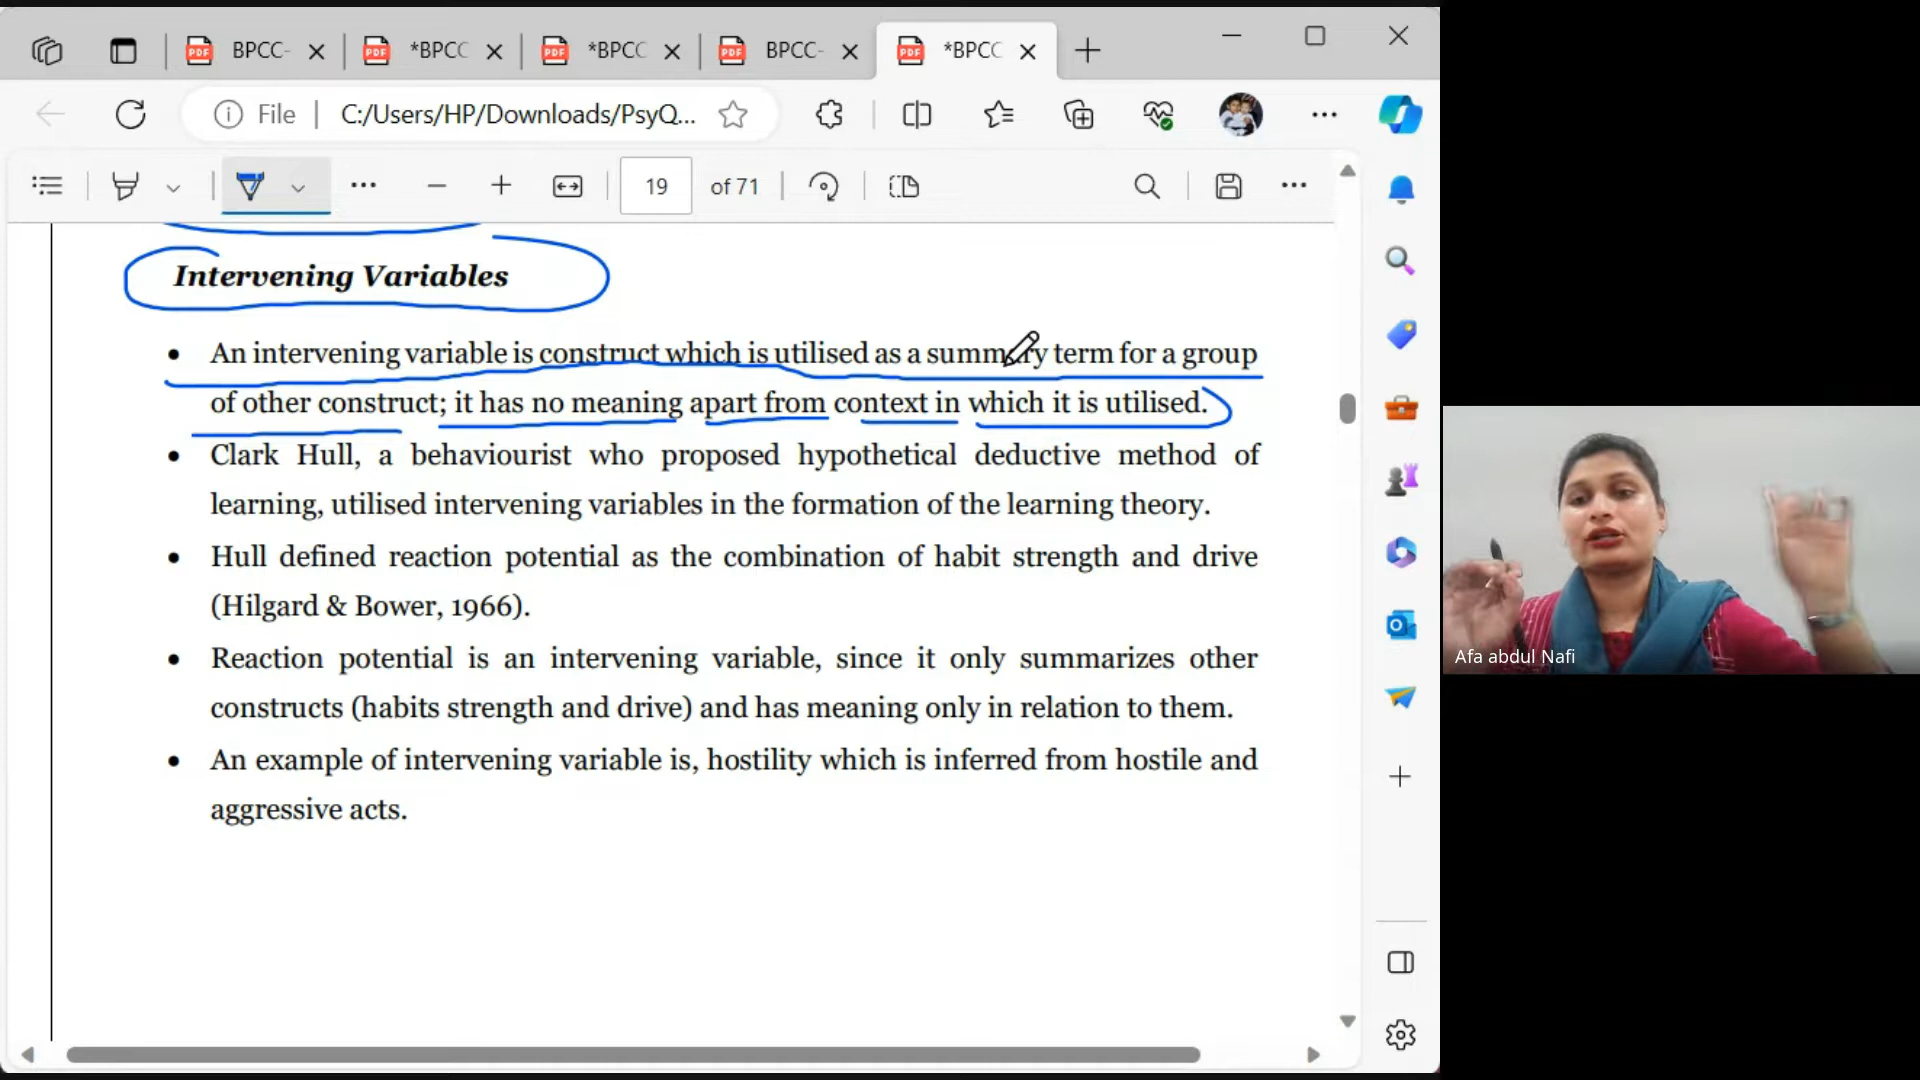 BPCC-
*BPCC
*BPCC
BPCC-
*BPCC
File
C:/Users/HP/Downloads/PsyQ...
19 of 71
Intervening Variables
• An intervening variable is construct which is utilised as a summary term for a group
of other construct; it has no meaning apart from context in which it is utilised.
• Clark Hull, a behaviourist who proposed hypothetical deductive method of
learning, utilised intervening variables in the formation of the learning theory.
• Hull defined reaction potential as the combination of habit strength and drive
(Hilgard & Bower, 1966).
• Reaction potential is an intervening variable, since it only summarizes other
constructs (habits strength and drive) and has meaning only in relation to them.
• An example of intervening variable is, hostility which is inferred from hostile and
aggressive acts.
Afa abdul Nafi